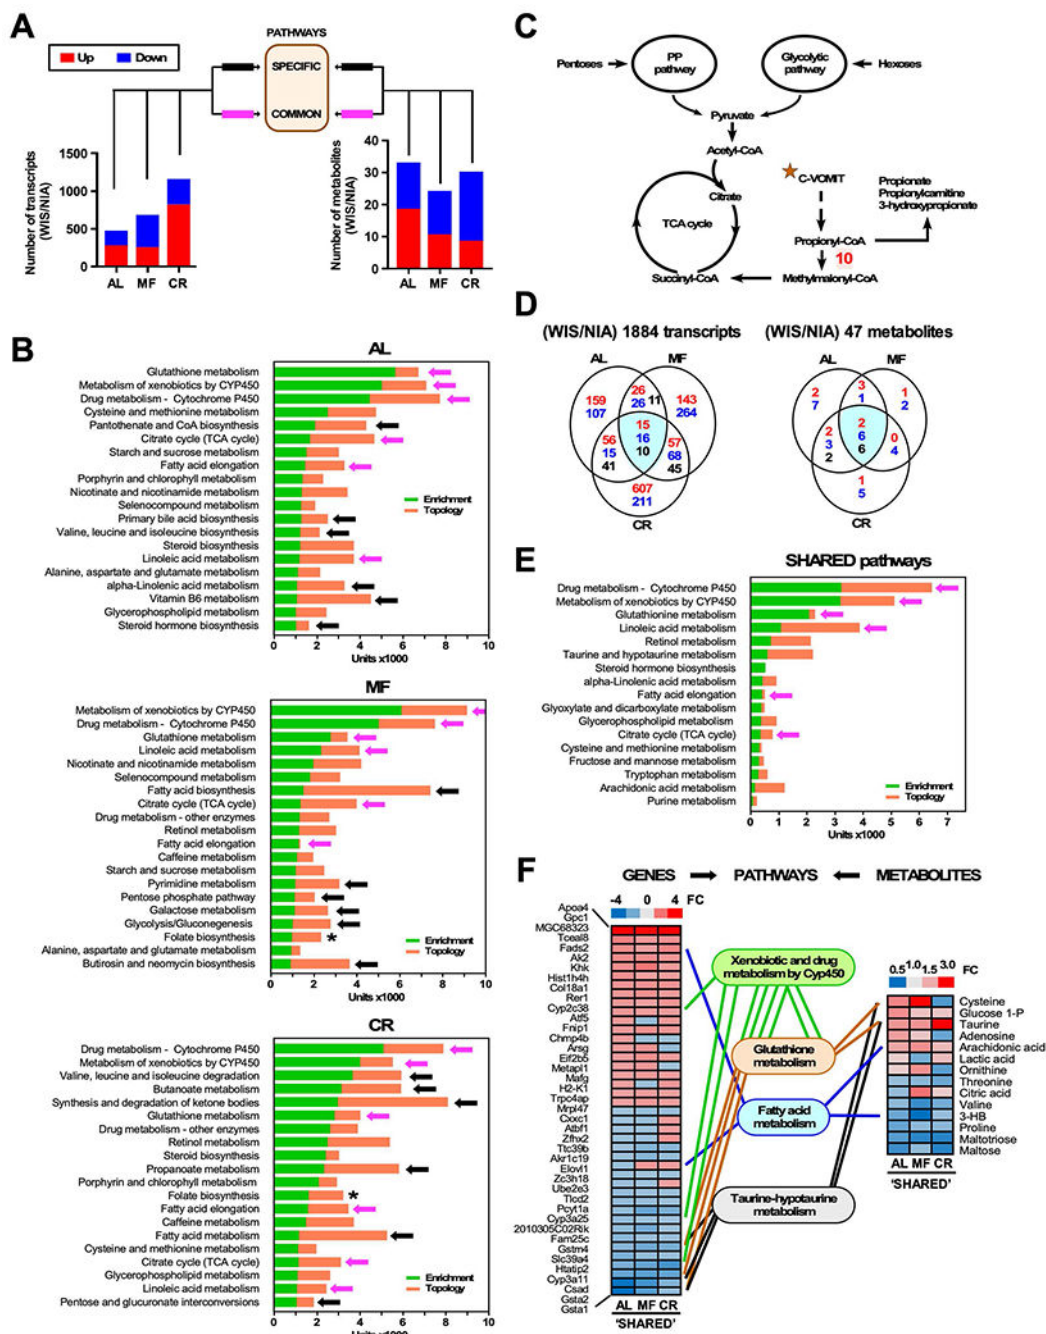 A
PATHWAYS
Up
Down
SPECIFIC
COMMON
Number of transcripts
(WIS/NIA)
1500
1000
500
0
AL
MF
CR
Number of metabolites
(WIS/NIA)
40
30
20
10
0
AL
MF
CR
B
AL
Glutathione metabolism
Metabolism of xenobiotics by CYP450
Drug metabolism - Cytochrome P450
Cysteine and methionine metabolism
Pantothenate and CoA biosynthesis
Citrate cycle (TCA cycle)
Starch and sucrose metabolism
Fatty acid elongation
Porphyrin and chlorophyll metabolism
Nicotinate and nicotinamide metabolism
Selenocompound metabolism
Primary bile acid biosynthesis
Valine, leucine and isoleucine biosynthesis
Steroid biosynthesis
Linoleic acid metabolism
Alanine, aspartate and glutamate metabolism
alpha-Linolenic acid metabolism
Vitamin B6 metabolism
Glycerophospholipid metabolism
Steroid hormone biosynthesis
Enrichment
Topology
0 2 4 6 8 10
Units x1000
MF
Metabolism of xenobiotics by CYP450
Drug metabolism - Cytochrome P450
Glutathione metabolism
Linoleic acid metabolism
Nicotinate and nicotinamide metabolism
Selenocompound metabolism
Fatty acid biosynthesis
Citrate cycle (TCA cycle)
Drug metabolism - other enzymes
Retinol metabolism
Fatty acid elongation
Caffeine metabolism
Starch and sucrose metabolism
Pyrimidine metabolism
Pentose phosphate pathway
Galactose metabolism
Glycolysis/Gluconegenesis
Folate biosynthesis
*
Alanine, aspartate and glutamate metabolism
Butirosin and neomycin biosynthesis
Enrichment
Topology
0 2 4 6 8 10
Units x1000
CR
Drug metabolism - Cytochrome P450
Metabolism of xenobiotics by CYP450
Valine, leucine and isoleucine degradation
Butanoate metabolism
Synthesis and degradation of ketone bodies
Glutathione metabolism
Drug metabolism - other enzymes
Retinol metabolism
Steroid biosynthesis
Propanoate metabolism
Porphyrin and chlorophyll metabolism
Folate biosynthesis
*
Fatty acid elongation
Caffeine metabolism
Fatty acid metabolism
Cysteine and methionine metabolism
Citrate cycle (TCA cycle)
Glycerophospholipid metabolism
Linoleic acid metabolism
Pentose and glucuronate interconversions
Enrichment
Topology
0 2 4 6 8 10
Units x1000
C
Pentoses
PP
pathway
Glycolytic
pathway
Hexoses
Pyruvate
Acetyl-CoA
C-VOMIT
Citrate
TCA cycle
Propionate
Propionylcarnitine
3-hydroxypropionate
Propionyl-CoA
10
Succinyl-CoA
Methylmalonyl-CoA
D
(WIS/NIA) 1884 transcripts
AL
MF
159
107
26
26
11
143
264
15
16
10
56
15
41
57
68
45
607
211
CR
(WIS/NIA) 47 metabolites
AL
MF
2
7
3
1
1
2
2
6
6
2
3
2
0
4
1
5
CR
E
SHARED pathways
Drug metabolism - Cytochrome P450
Metabolism of xenobiotics by CYP450
Glutathionine metabolism
Linoleic acid metabolism
Retinol metabolism
Taurine and hypotaurine metabolism
Steroid hormone biosynthesis
alpha-Linolenic acid metabolism
Fatty acid elongation
Glyoxylate and dicarboxylate metabolism
Glycerophospholipid metabolism
Citrate cycle (TCA cycle)
Cysteine and methionine metabolism
Fructose and mannose metabolism
Tryptophan metabolism
Arachidonic acid metabolism
Purine metabolism
Enrichment
Topology
0 1 2 3 4 5 6 7
Units x1000
F
GENES
PATHWAYS
METABOLITES
-4 0 4 FC
Apoa4
Gpc1
MGC68323
Tceal8
Fads2
Ak2
Khk
Hist1h4h
Col18a1
Rer1
Cyp2c38
Atf5
Fnip1
Chmp4b
Arsg
Eif2b5
Metapl1
Mafg
H2-K1
Trpc4ap
Mrpl47
Cxxc1
Atbf1
Zfhx2
Ttc39b
Akr1c19
Elovl1
Zc3h18
Ube2e3
Tlcd2
Pcyt1a
Cyp3a25
2010305C02Rik
Fam25c
Gstm4
Slc39a4
Htatip2
Cyp3a11
Csad
Gsta2
Gsta1
AL MF CR
'SHARED'
Xenobiotic and drug
metabolism by Cyp450
Glutathione
metabolism
Fatty acid
metabolism
Taurine-hypotaurine
metabolism
0.5 1.0 1.5 3.0 FC
Cysteine
Glucose 1-P
Taurine
Adenosine
Arachidonic acid
Lactic acid
Ornithine
Threonine
Citric acid
Valine
3-HB
Proline
Maltotriose
Maltose
AL MF CR
'SHARED'